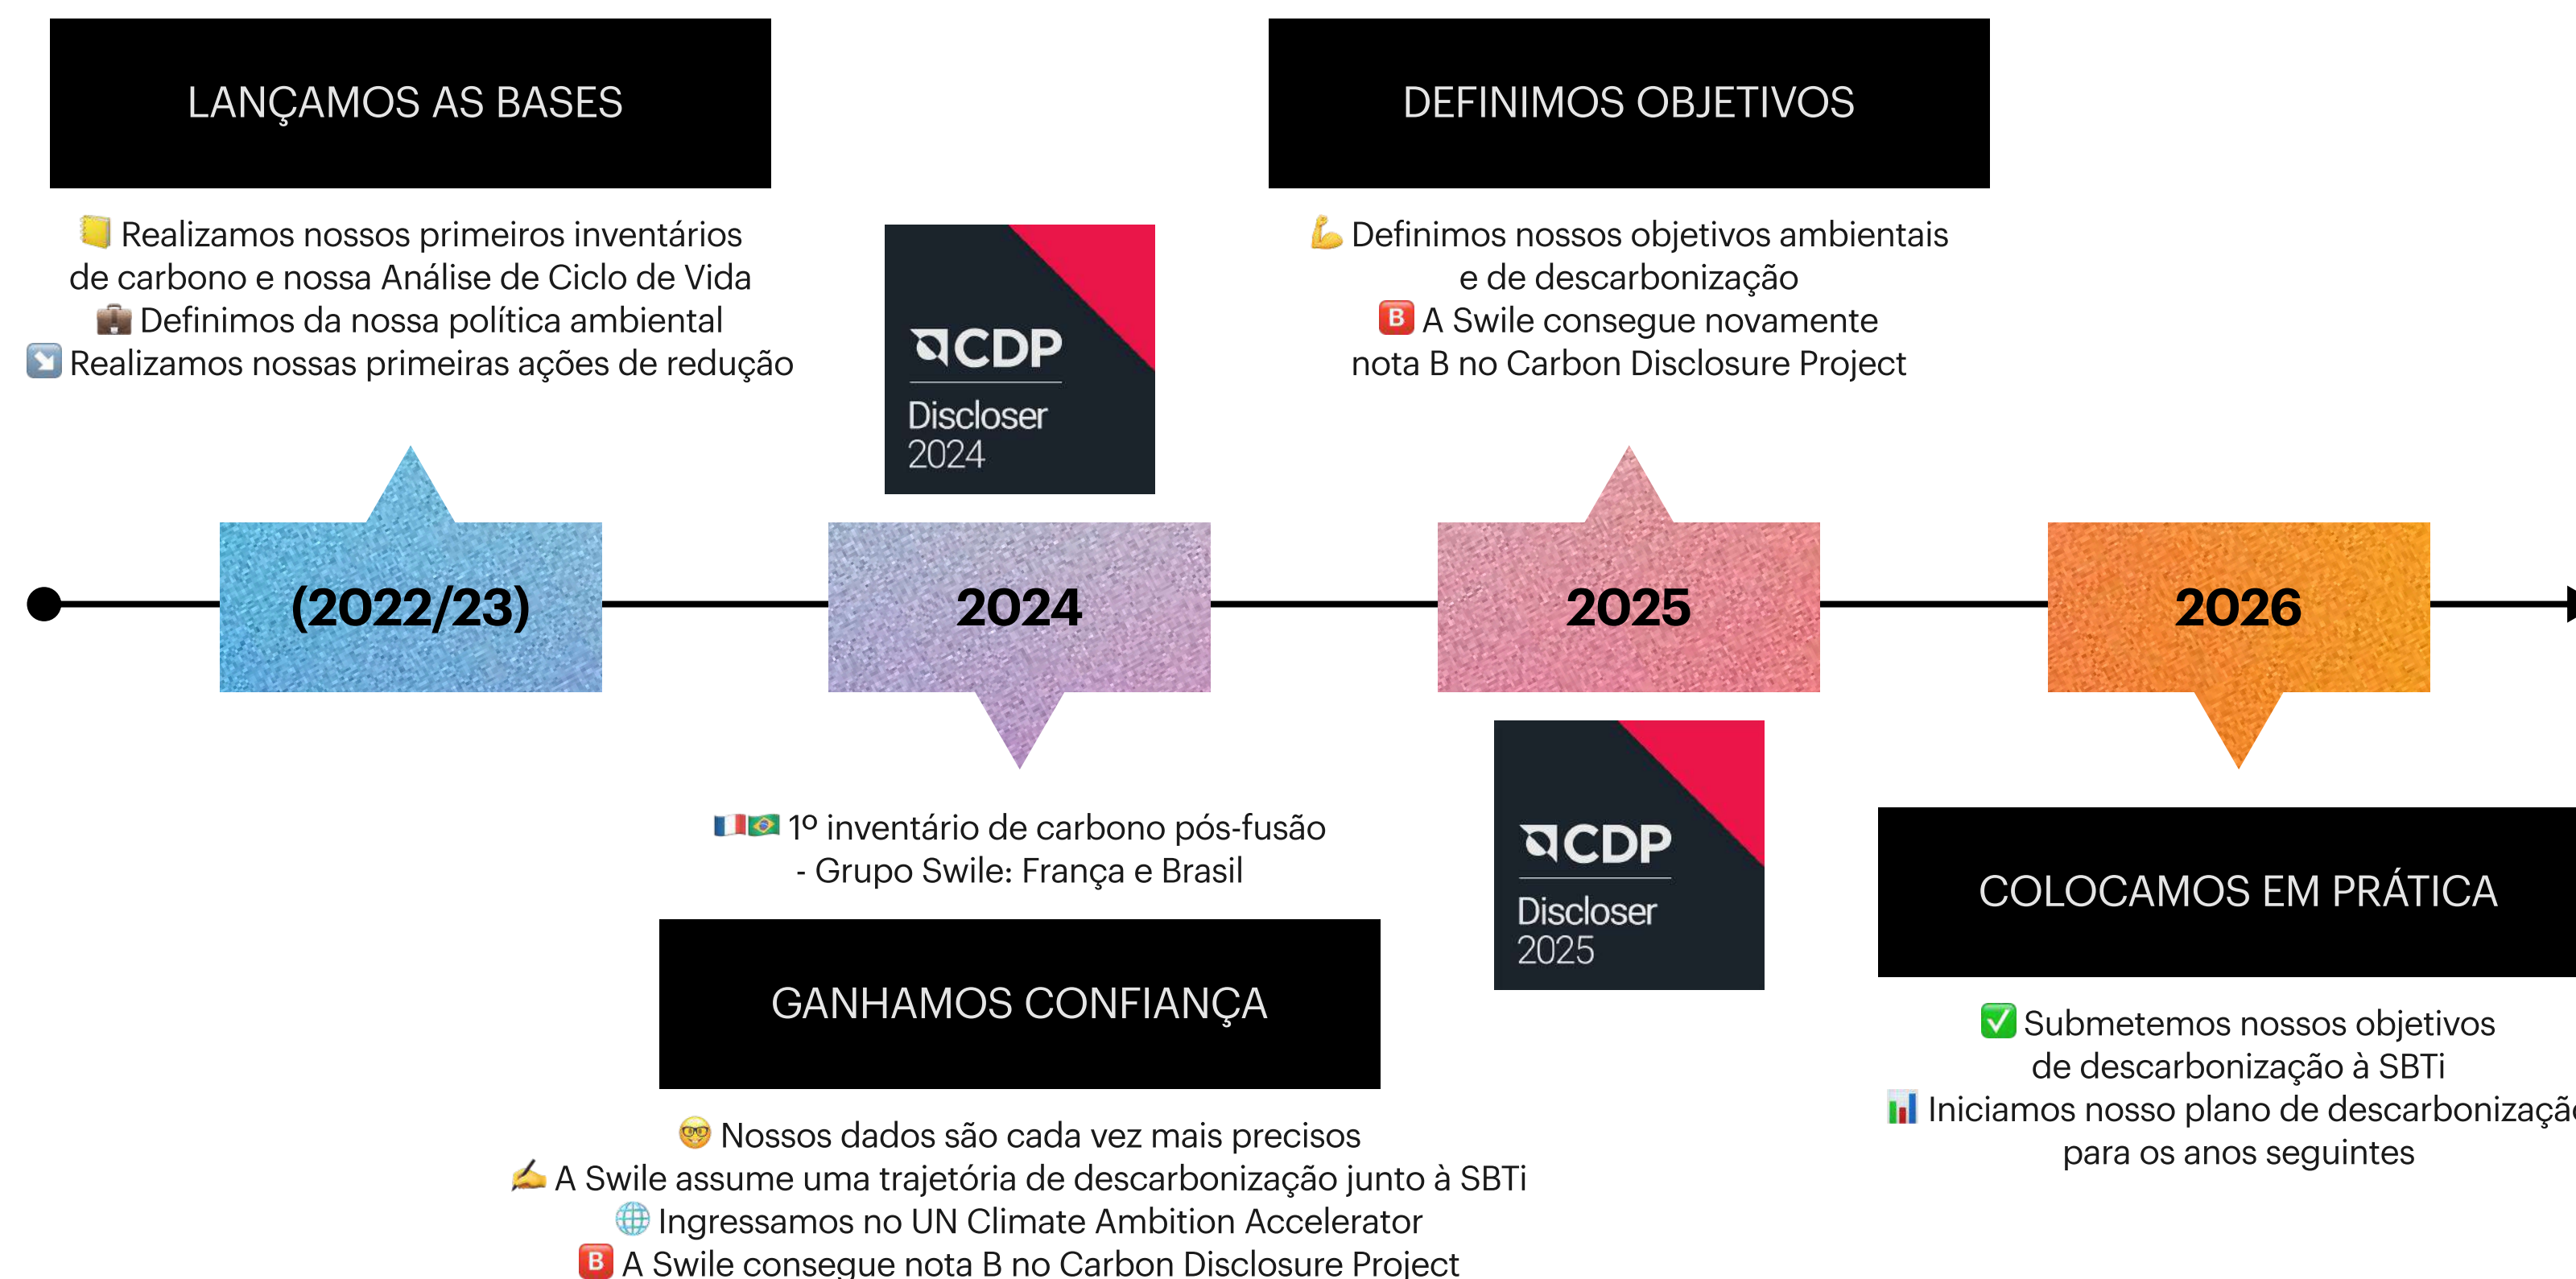 LANÇAMOS AS BASES
📒 Realizamos nossos primeiros inventários
de carbono e nossa Análise de Ciclo de Vida
💼 Definimos da nossa política ambiental
↘️ Realizamos nossas primeiras ações de redução
CDP
Discloser
2024
DEFINIMOS OBJETIVOS
💪 Definimos nossos objetivos ambientais
e de descarbonização
🅱️ A Swile consegue novamente
nota B no Carbon Disclosure Project
(2022/23)
2024
2025
2026
🇫🇷🇧🇷 1º inventário de carbono pós-fusão
- Grupo Swile: França e Brasil
GANHAMOS CONFIANÇA
🤓 Nossos dados são cada vez mais precisos
✍️ A Swile assume uma trajetória de descarbonização junto à SBTi
🌐 Ingressamos no UN Climate Ambition Accelerator
🅱️ A Swile consegue nota B no Carbon Disclosure Project
CDP
Discloser
2025
COLOCAMOS EM PRÁTICA
✅ Submetemos nossos objetivos
de descarbonização à SBTi
📊 Iniciamos nosso plano de descarbonização
para os anos seguintes